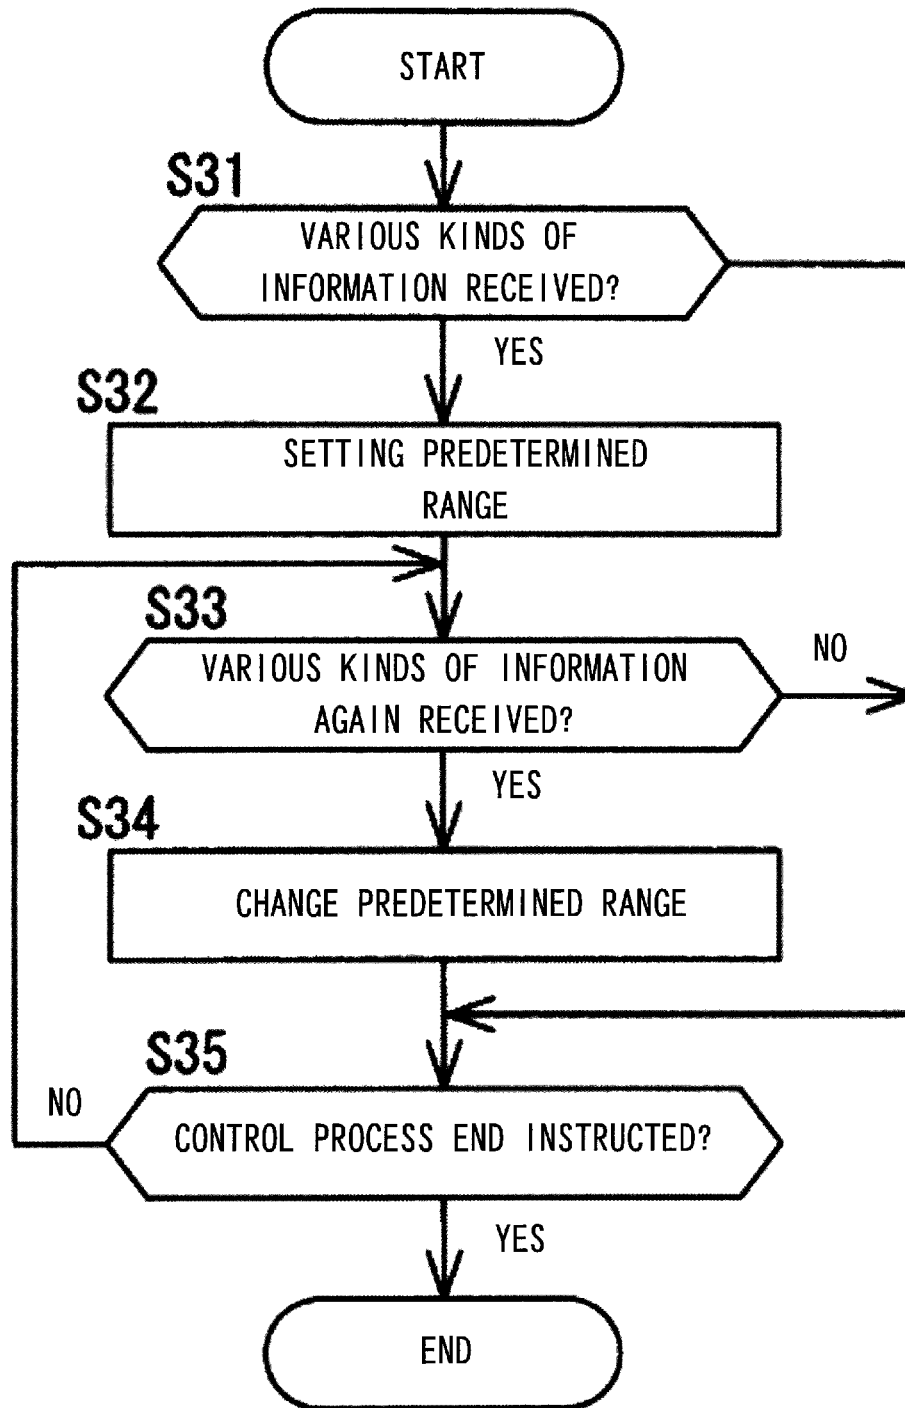 START
S31
VARIOUS KINDS OF
INFORMATION RECEIVED?
YES
S32
SETTING PREDETERMINED
RANGE
S33
VARIOUS KINDS OF INFORMATION
AGAIN RECEIVED?
NO
YES
S34
CHANGE PREDETERMINED RANGE
S35
NO
CONTROL PROCESS END INSTRUCTED?
YES
END